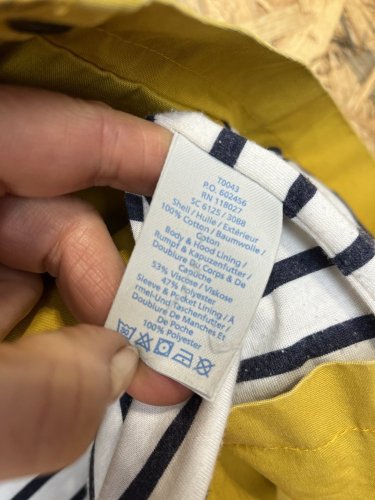 T0043
P.O. 602456
RN 118027
SC 6125 / 30BB
Shell / Huile / Extérieur
100% Cotton / Baumwolle/
Coton
Body & Hood Lining/
Rumpf & Kapuzenfutter/
Doublure Du Corps & De
Capuche
53% Viscose / Viskose
47% Polyester
Sleeve & Pocket Lining / Ä
rmel-Und Taschenfutter/
Doublure De Manches Et
De Poche
100% Polyester